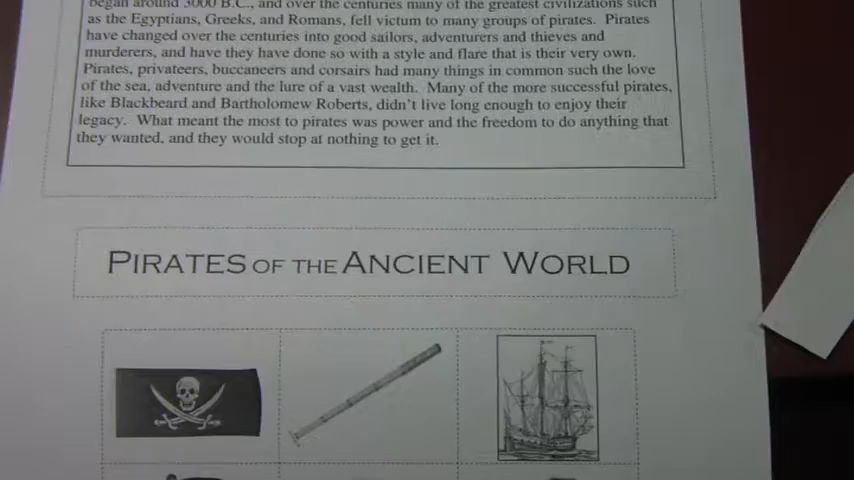 began around 3000 B.C., and over the centuries many of the greatest civilizations such
as the Egyptians, Greeks, and Romans, fell victum to many groups of pirates. Pirates
have changed over the centuries into good sailors, adventurers and thieves and
murderers, and have they have done so with a style and flare that is their very own.
Pirates, privateers, buccaneers and corsairs had many things in common such the love
of the sea, adventure and the lure of a vast wealth. Many of the more successful pirates,
like Blackbeard and Bartholomew Roberts, didn't live long enough to enjoy their
legacy. What meant the most to pirates was power and the freedom to do anything that
they wanted, and they would stop at nothing to get it.
PIRATES OF THE ANCIENT WORLD